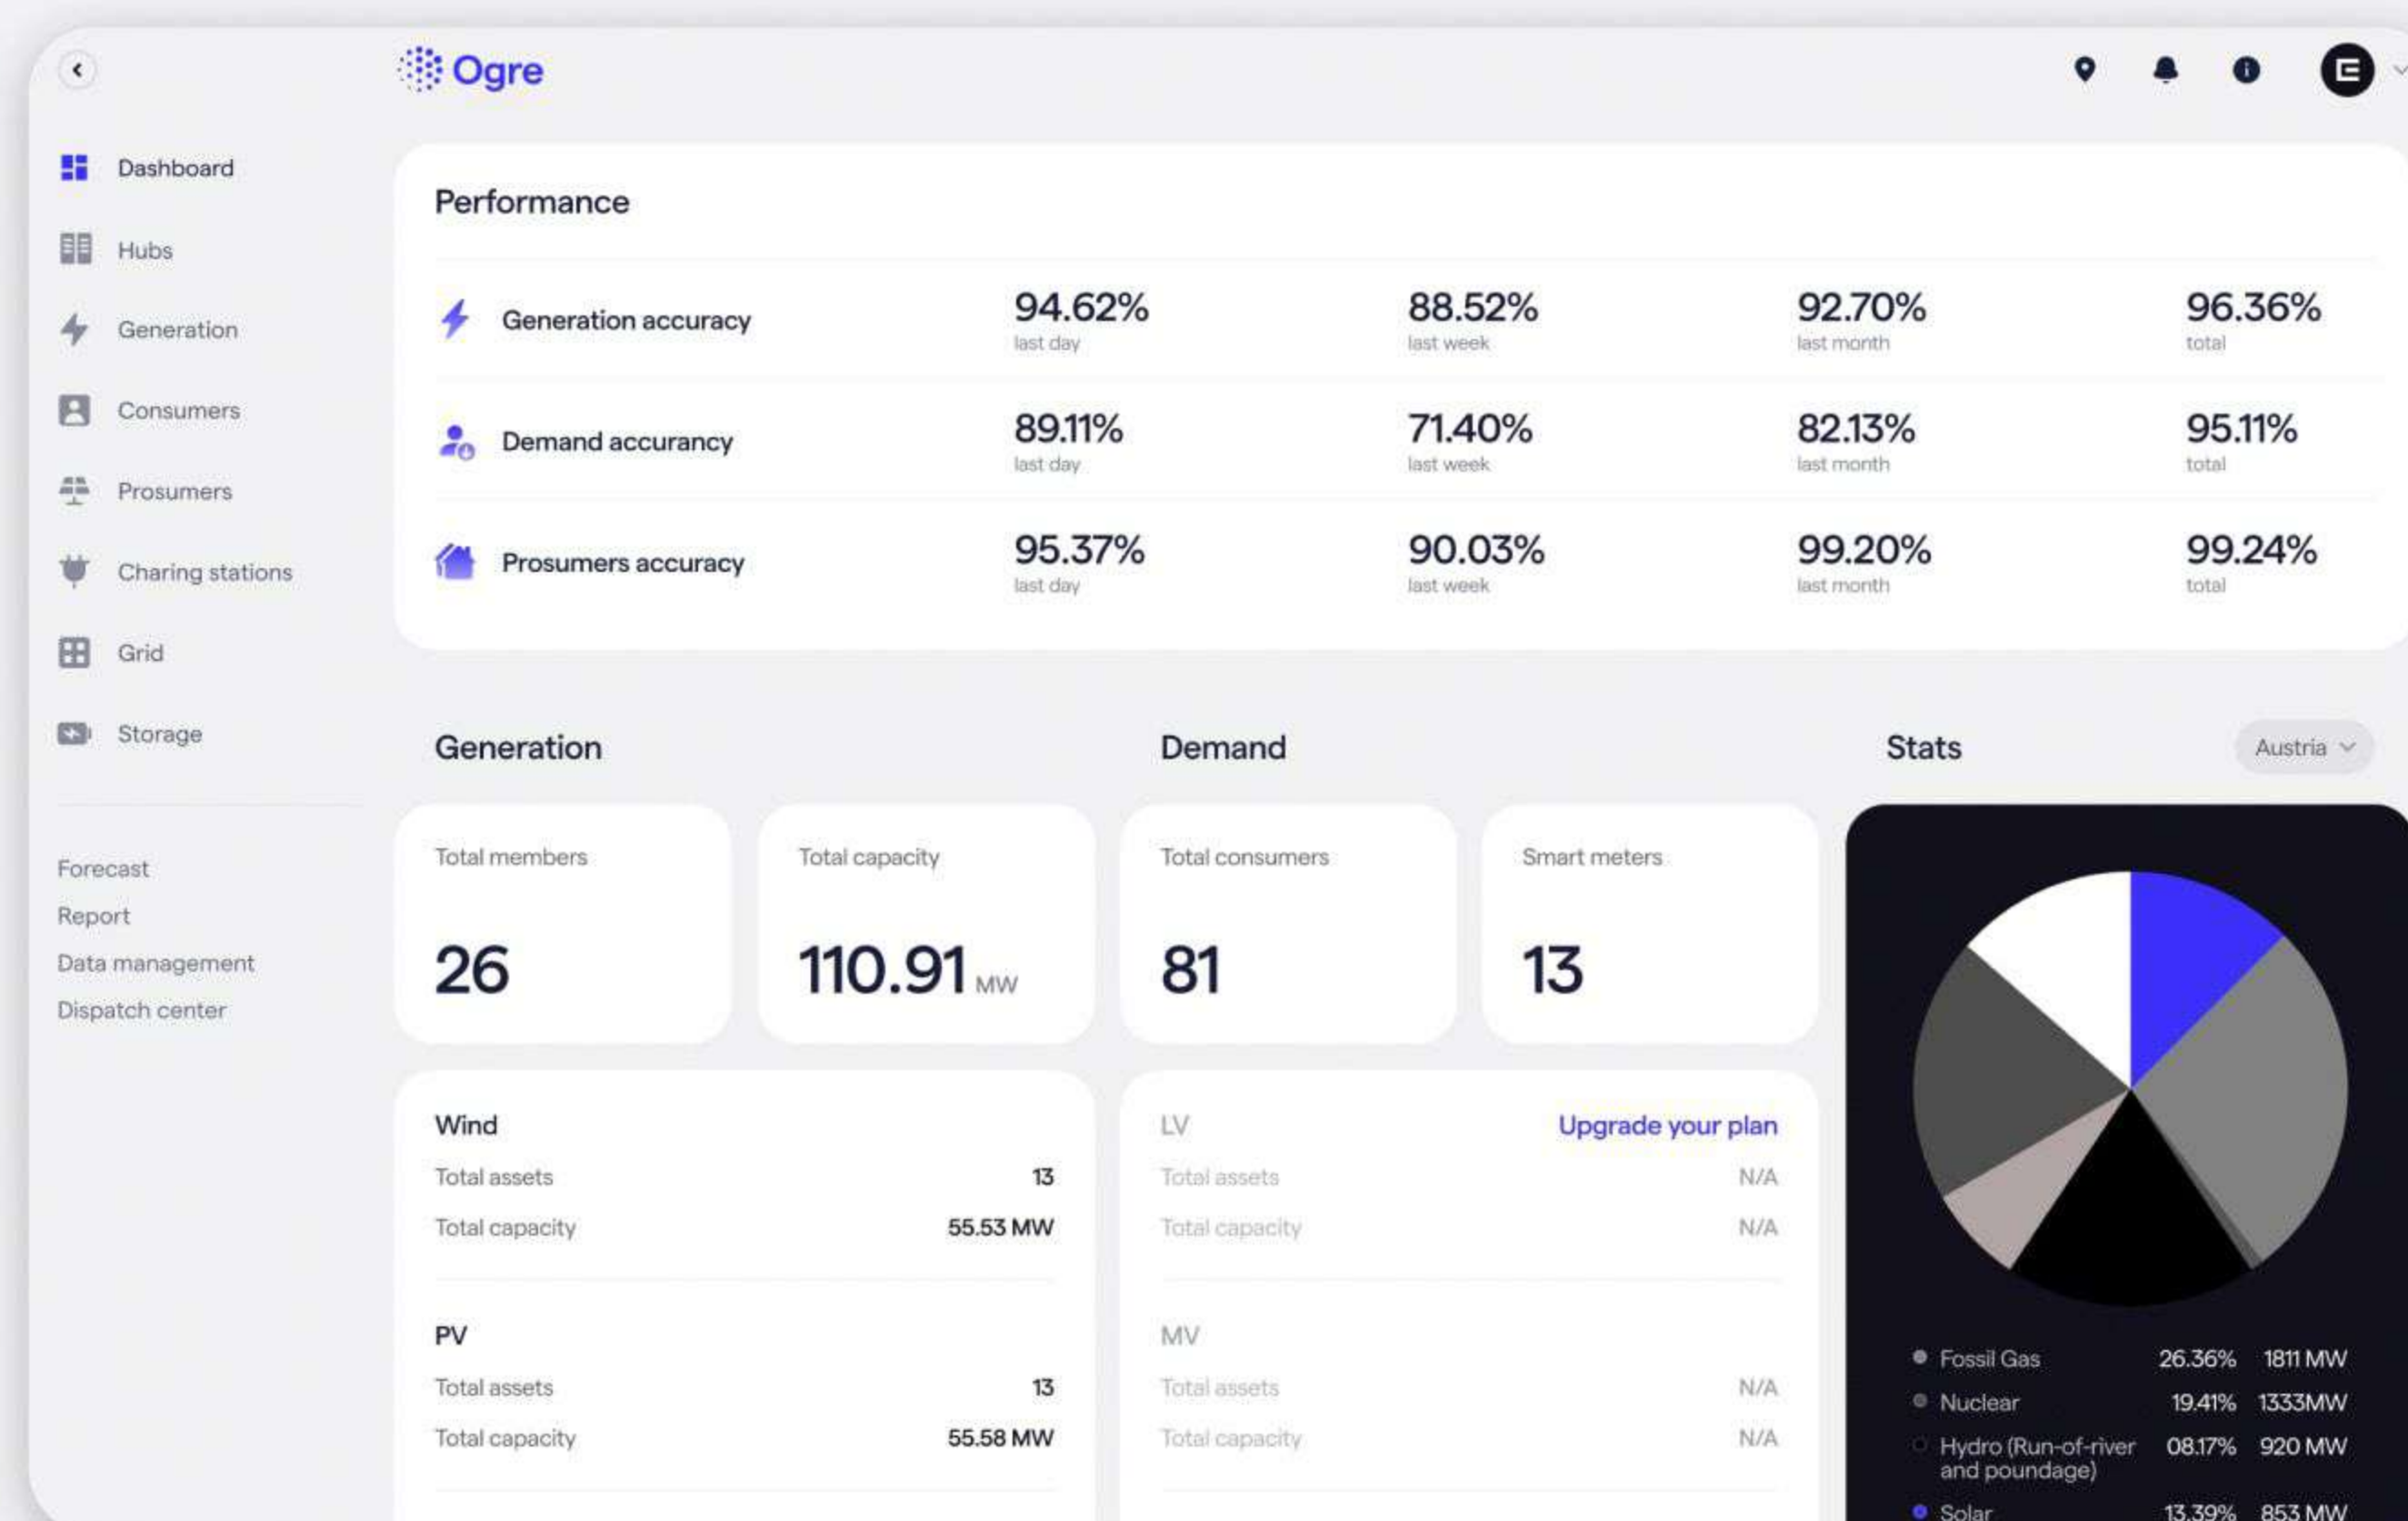 Ogre
E
Dashboard
Hubs
Generation
Consumers
Prosumers
Charing stations
Grid
Storage
Forecast
Report
Data management
Dispatch center
Performance
Generation accuracy
94.62%
last day
88.52%
last week
92.70%
last month
96.36%
total
Demand accurancy
89.11%
last day
71.40%
last week
82.13%
last month
95.11%
total
Prosumers accuracy
95.37%
last day
90.03%
last week
99.20%
last month
99.24%
total
Generation
Total members
26
Total capacity
110.91 MW
Wind
Total assets 13
Total capacity 55.53 MW
PV
Total assets 13
Total capacity 55.58 MW
Demand
Total consumers
81
Smart meters
13
LV Upgrade your plan
Total assets N/A
Total capacity N/A
MV
Total assets N/A
Total capacity N/A
Stats
Austria
Fossil Gas 26.36% 1811 MW
Nuclear 19.41% 1333MW
Hydro (Run-of-river 08.17% 920 MW
and poundage)
Solar 13.39% 853 MW